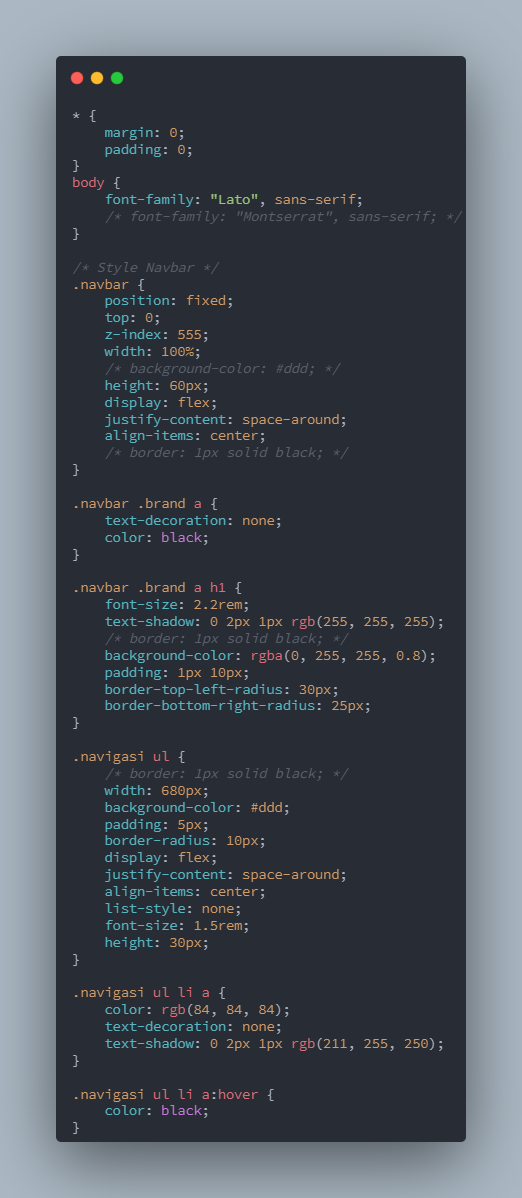 * {
    margin: 0;
    padding: 0;
}
body {
    font-family: "Lato", sans-serif;
    /* font-family: "Montserrat", sans-serif; */
}

/* Style Navbar */
.navbar {
    position: fixed;
    top: 0;
    z-index: 555;
    width: 100%;
    /* background-color: #ddd; */
    height: 60px;
    display: flex;
    justify-content: space-around;
    align-items: center;
    /* border: 1px solid black; */
}

.navbar .brand a {
    text-decoration: none;
    color: black;
}

.navbar .brand a h1 {
    font-size: 2.2rem;
    text-shadow: 0 2px 1px rgb(255, 255, 255);
    /* border: 1px solid black; */
    background-color: rgba(0, 255, 255, 0.8);
    padding: 1px 10px;
    border-top-left-radius: 30px;
    border-bottom-right-radius: 25px;
}

.navigasi ul {
    /* border: 1px solid black; */
    width: 680px;
    background-color: #ddd;
    padding: 5px;
    border-radius: 10px;
    display: flex;
    justify-content: space-around;
    align-items: center;
    list-style: none;
    font-size: 1.5rem;
    height: 30px;
}

.navigasi ul li a {
    color: rgb(84, 84, 84);
    text-decoration: none;
    text-shadow: 0 2px 1px rgb(211, 255, 250);
}

.navigasi ul li a:hover {
    color: black;
}